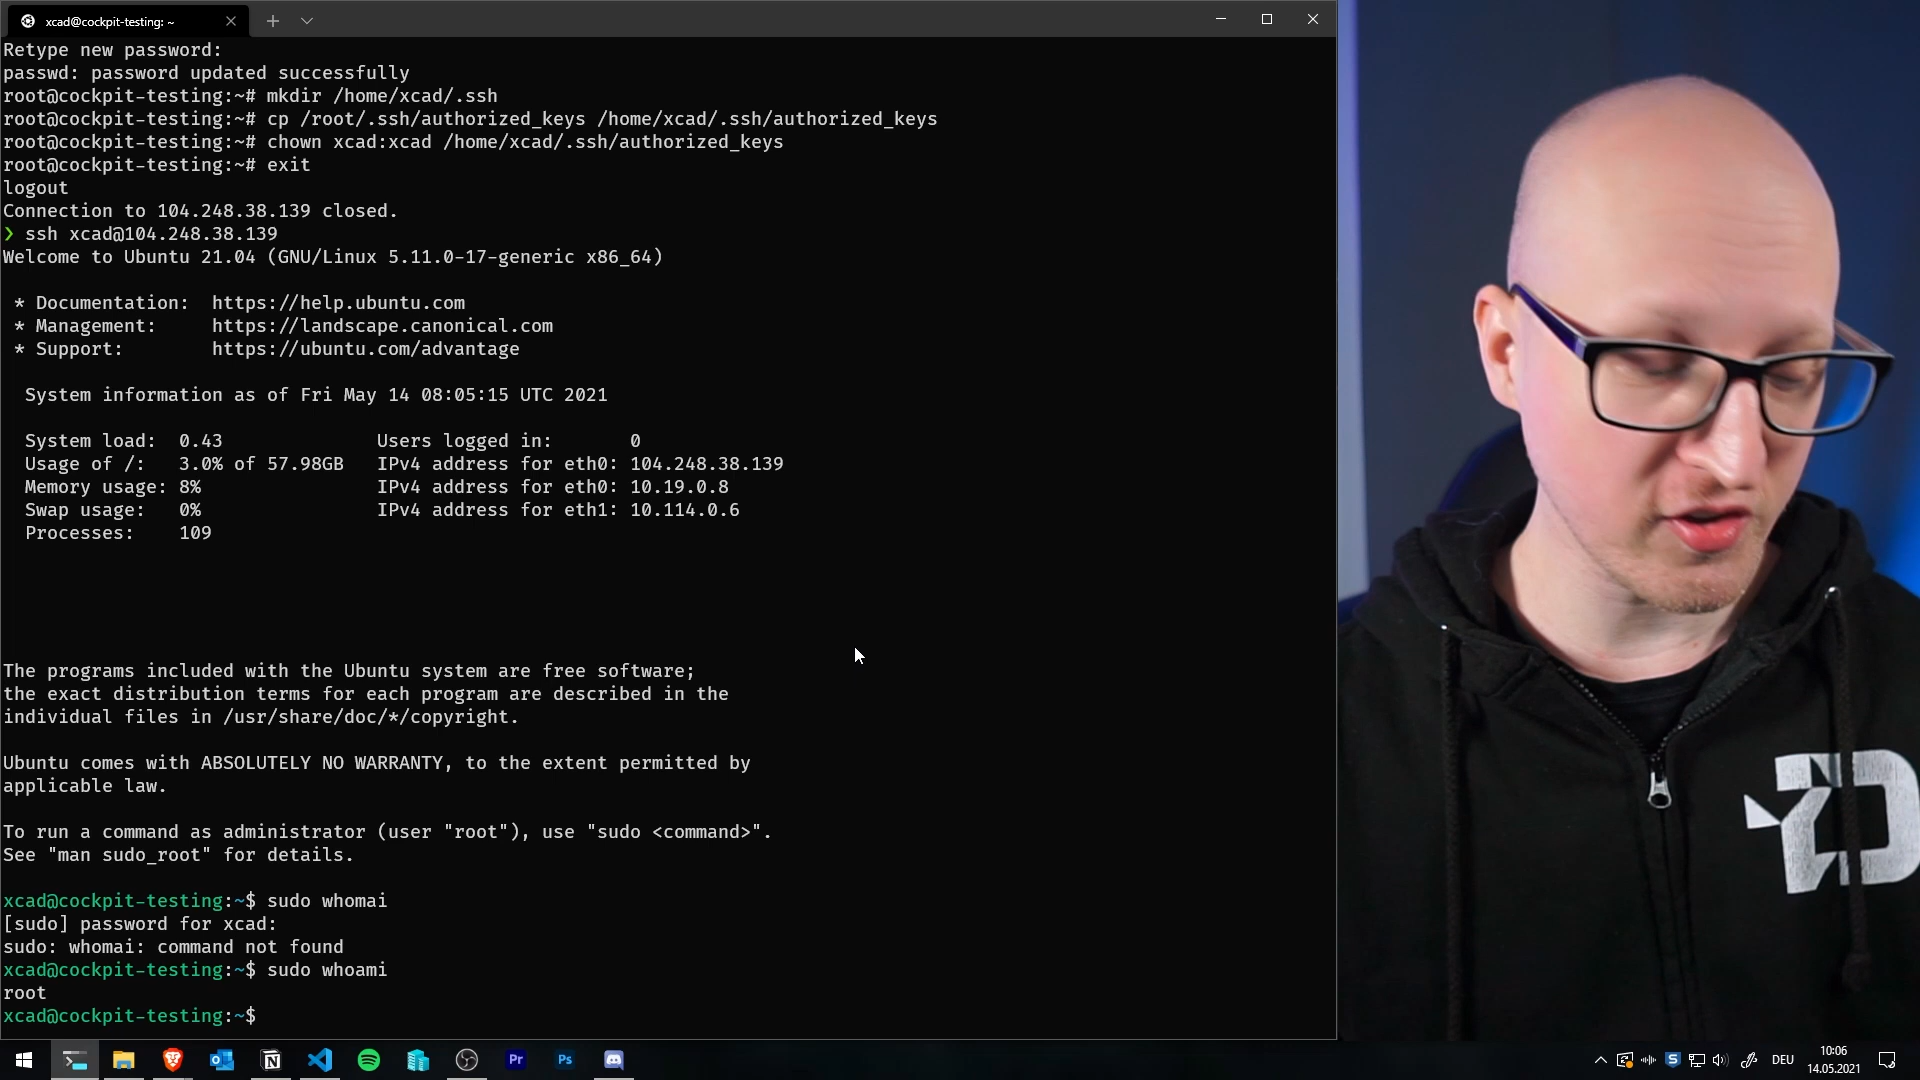 xcad@cockpit-testing: ~
Retype new password:
passwd: password updated successfully
root@cockpit-testing:~# mkdir /home/xcad/.ssh
root@cockpit-testing:~# cp /root/.ssh/authorized_keys /home/xcad/.ssh/authorized_keys
root@cockpit-testing:~# chown xcad:xcad /home/xcad/.ssh/authorized_keys
root@cockpit-testing:~# exit
logout
Connection to 104.248.38.139 closed.
❯ ssh xcad@104.248.38.139
Welcome to Ubuntu 21.04 (GNU/Linux 5.11.0-17-generic x86_64)
* Documentation:  https://help.ubuntu.com
* Management:     https://landscape.canonical.com
* Support:        https://ubuntu.com/advantage
System information as of Fri May 14 08:05:15 UTC 2021
System load:  0.43              Users logged in:       0
Usage of /:   3.0% of 57.98GB   IPv4 address for eth0: 104.248.38.139
Memory usage: 8%                IPv4 address for eth0: 10.19.0.8
Swap usage:   0%                IPv4 address for eth1: 10.114.0.6
Processes:    109
The programs included with the Ubuntu system are free software;
the exact distribution terms for each program are described in the
individual files in /usr/share/doc/*/copyright.
Ubuntu comes with ABSOLUTELY NO WARRANTY, to the extent permitted by
applicable law.
To run a command as administrator (user "root"), use "sudo <command>".
See "man sudo_root" for details.
xcad@cockpit-testing:~$ sudo whomai
[sudo] password for xcad:
sudo: whomai: command not found
xcad@cockpit-testing:~$ sudo whoami
root
xcad@cockpit-testing:~$
Pr
Ps
DEU
10:06
14.05.2021